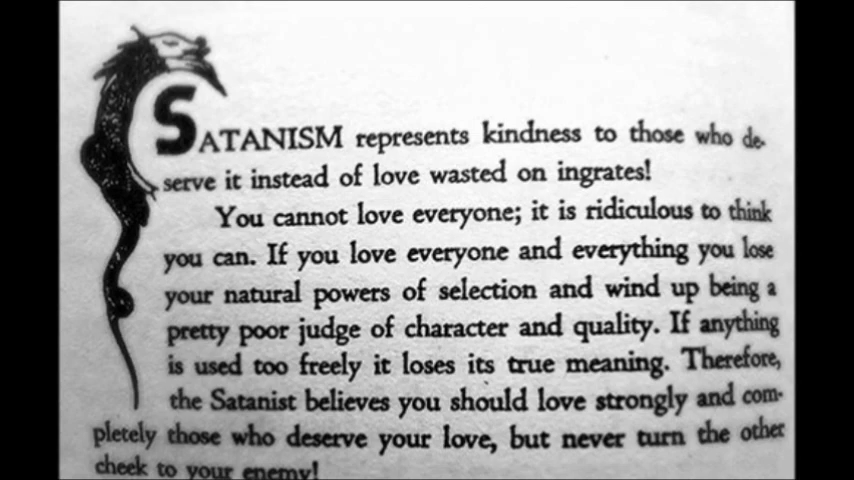 SATANISM represents kindness to those who de-
serve it instead of love wasted on ingrates!
You cannot love everyone; it is ridiculous to think
you can. If you love everyone and everything you lose
your natural powers of selection and wind up being a
pretty poor judge of character and quality. If anything
is used too freely it loses its true meaning. Therefore,
the Satanist believes you should love strongly and com-
pletely those who deserve your love, but never turn the other
cheek to your enemy!